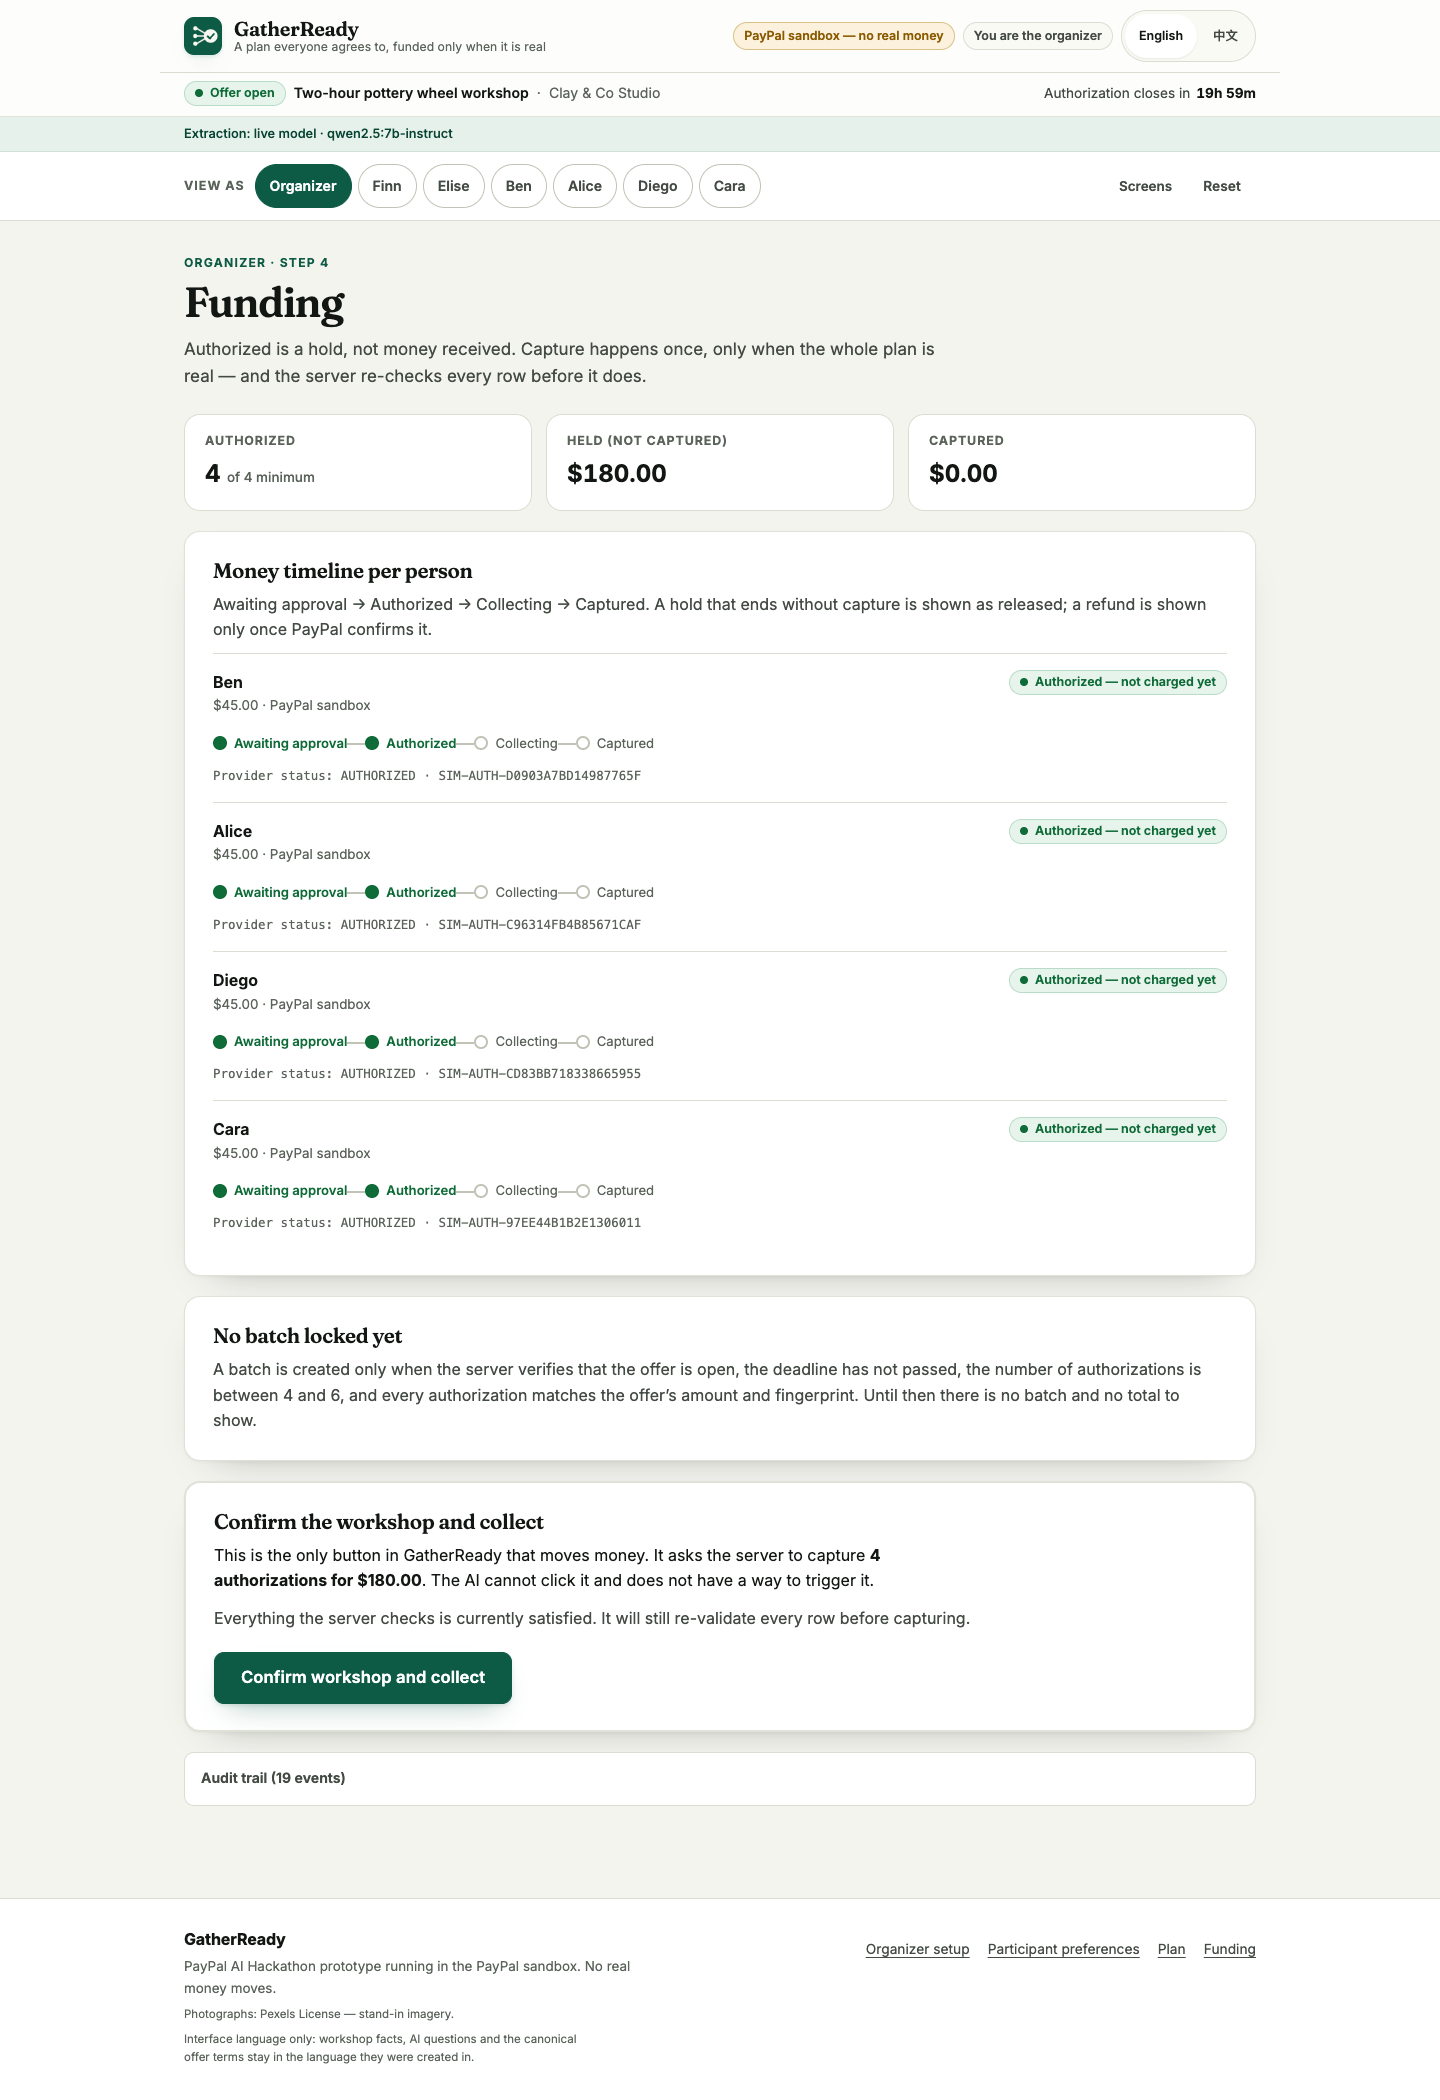 GatherReady
A plan everyone agrees to, funded only when it is real
PayPal sandbox — no real money
You are the organizer
English
中文
Offer open
Two-hour pottery wheel workshop · Clay & Co Studio
Authorization closes in 19h 59m
Extraction: live model · qwen2.5:7b-instruct
VIEW AS
Organizer
Finn
Elise
Ben
Alice
Diego
Cara
Screens
Reset
ORGANIZER · STEP 4
Funding
Authorized is a hold, not money received. Capture happens once, only when the whole plan is
real — and the server re-checks every row before it does.
AUTHORIZED
4 of 4 minimum
HELD (NOT CAPTURED)
$180.00
CAPTURED
$0.00
Money timeline per person
Awaiting approval → Authorized → Collecting → Captured. A hold that ends without capture is shown as released; a refund is shown
only once PayPal confirms it.
Ben
Authorized — not charged yet
$45.00 · PayPal sandbox
Awaiting approval
Authorized
Collecting
Captured
Provider status: AUTHORIZED · SIM-AUTH-D0903A7BD14987765F
Alice
Authorized — not charged yet
$45.00 · PayPal sandbox
Awaiting approval
Authorized
Collecting
Captured
Provider status: AUTHORIZED · SIM-AUTH-C96314FB4B85671CAF
Diego
Authorized — not charged yet
$45.00 · PayPal sandbox
Awaiting approval
Authorized
Collecting
Captured
Provider status: AUTHORIZED · SIM-AUTH-CD83BB718338665955
Cara
Authorized — not charged yet
$45.00 · PayPal sandbox
Awaiting approval
Authorized
Collecting
Captured
Provider status: AUTHORIZED · SIM-AUTH-97EE44B1B2E1306011
No batch locked yet
A batch is created only when the server verifies that the offer is open, the deadline has not passed, the number of authorizations is
between 4 and 6, and every authorization matches the offer’s amount and fingerprint. Until then there is no batch and no total to
show.
Confirm the workshop and collect
This is the only button in GatherReady that moves money. It asks the server to capture 4
authorizations for $180.00. The AI cannot click it and does not have a way to trigger it.
Everything the server checks is currently satisfied. It will still re-validate every row before capturing.
Confirm workshop and collect
Audit trail (19 events)
GatherReady
PayPal AI Hackathon prototype running in the PayPal sandbox. No real
money moves.
Photographs: Pexels License — stand-in imagery.
Interface language only: workshop facts, AI questions and the canonical
offer terms stay in the language they were created in.
Organizer setup
Participant preferences
Plan
Funding